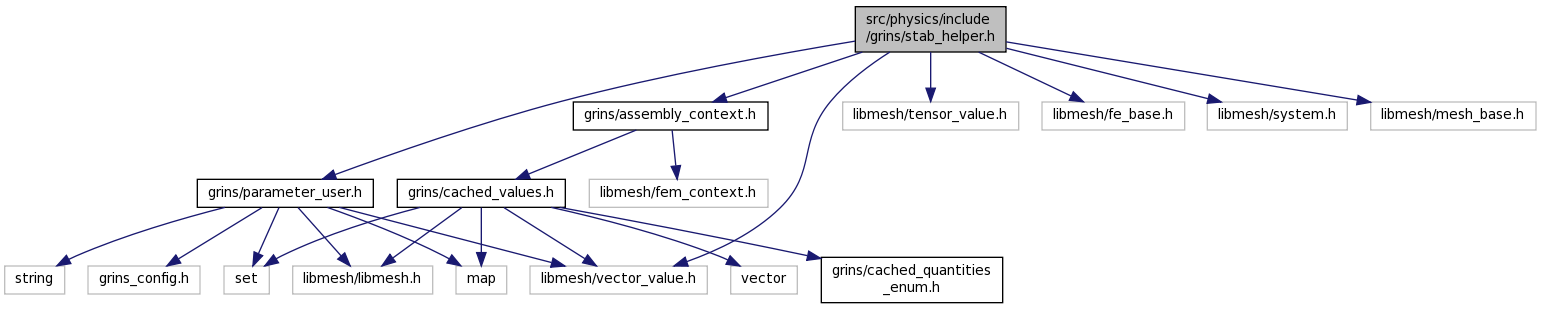 src/physics/include
/grins/stab_helper.h
grins/assembly_context.h
libmesh/tensor_value.h
libmesh/fe_base.h
libmesh/system.h
libmesh/mesh_base.h
grins/parameter_user.h
grins/cached_values.h
libmesh/fem_context.h
string
grins_config.h
set
libmesh/libmesh.h
map
libmesh/vector_value.h
vector
grins/cached_quantities
_enum.h